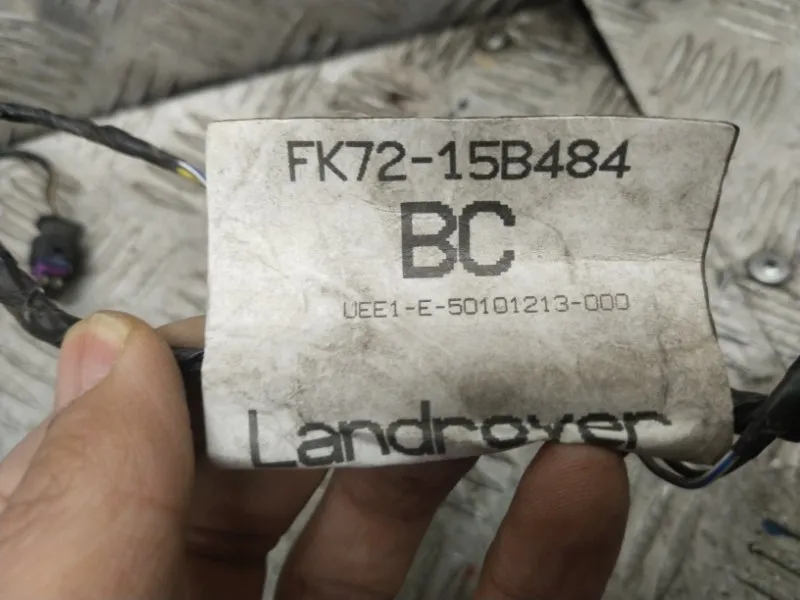 FK72-15B484
BC
UEE1-E-50101213-000
Landrover